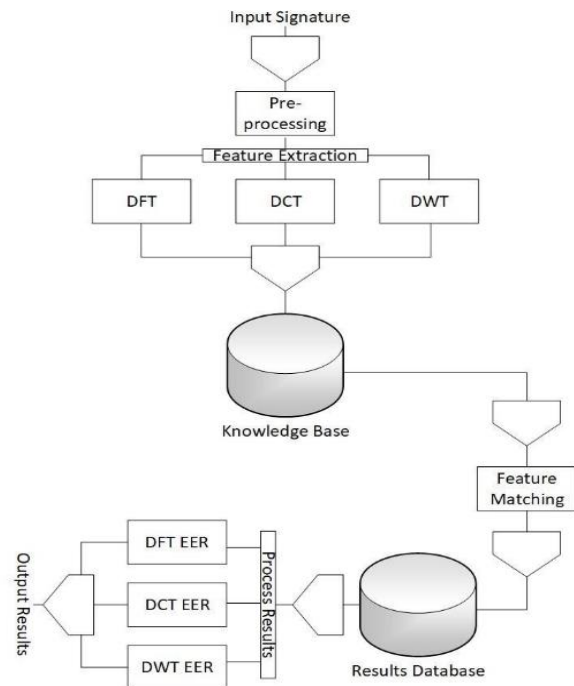 Input Signature
Pre-
processing
Feature Extraction
DFT
DCT
DWT
Knowledge Base
Feature
Matching
DFT EER
DCT EER
DWT EER
Process Results
Output Results
Results Database